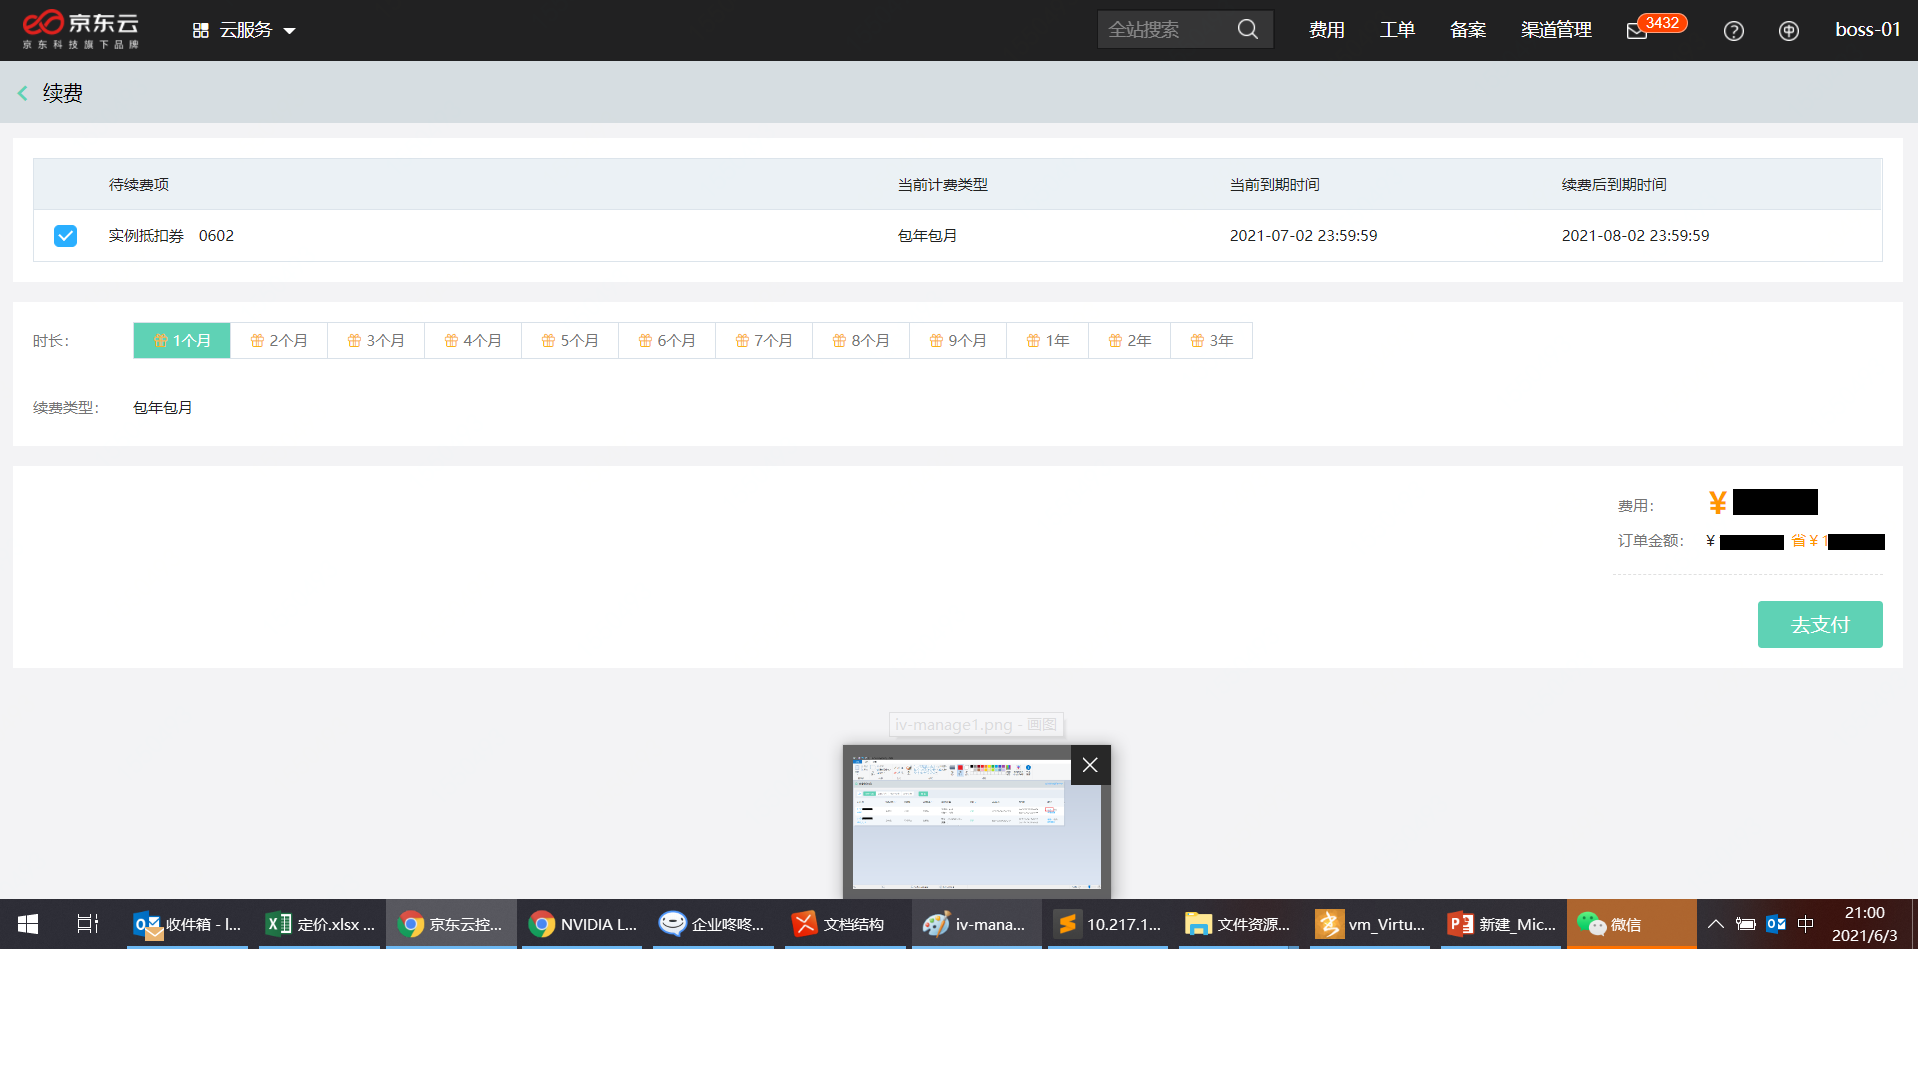 京东云
京东科技旗下品牌
云服务
全站搜索
费用
工单
备案
渠道管理
3432
boss-01
续费
待续费项
当前计费类型
当前到期时间
续费后到期时间
实例抵扣券 0602
包年包月
2021-07-02 23:59:59
2021-08-02 23:59:59
时长：
1个月
2个月
3个月
4个月
5个月
6个月
7个月
8个月
9个月
1年
2年
3年
续费类型：
包年包月
费用：
¥
订单金额：
¥
省¥1
去支付
iv-manage1.png - 画图
收件箱 - l...
定价.xlsx ...
京东云控...
NVIDIA L...
企业咚咚...
文档结构
iv-mana...
10.217.1...
文件资源...
vm_Virtu...
新建_Mic...
微信
中
21:00
2021/6/3